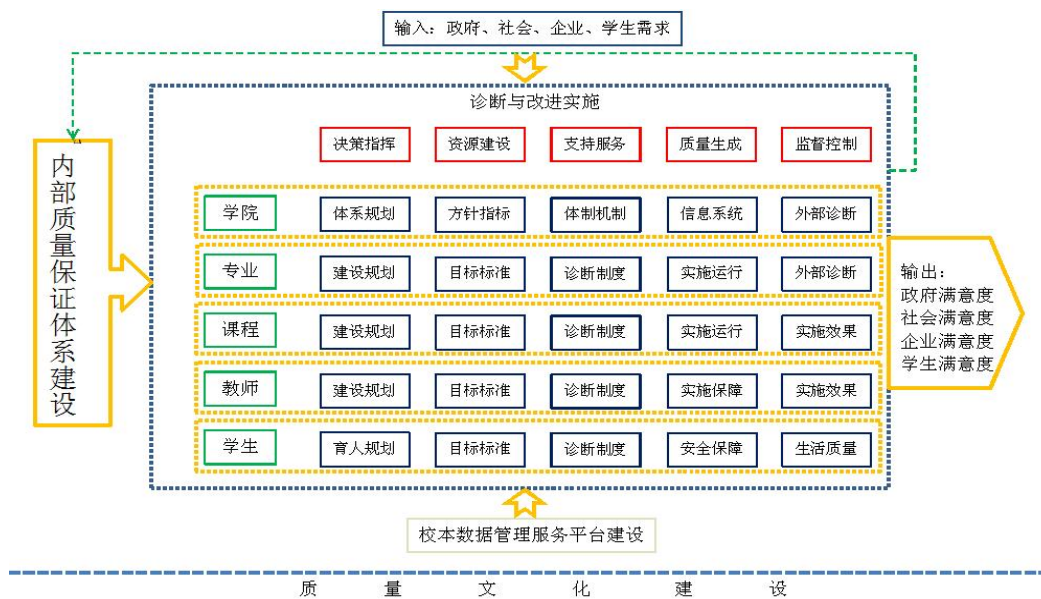 输入：政府、社会、企业、学生需求
诊断与改进实施
决策指挥 资源建设 支持服务 质量生成 监督控制
内部质量保证体系建设
学院 体系规划 方针指标 体制机制 信息系统 外部诊断
专业 建设规划 目标标准 诊断制度 实施运行 外部诊断
课程 建设规划 目标标准 诊断制度 实施运行 实施效果
教师 建设规划 目标标准 诊断制度 实施保障 实施效果
学生 育人规划 目标标准 诊断制度 安全保障 生活质量
输出：
政府满意度
社会满意度
企业满意度
学生满意度
校本数据管理服务平台建设
质量文化建设